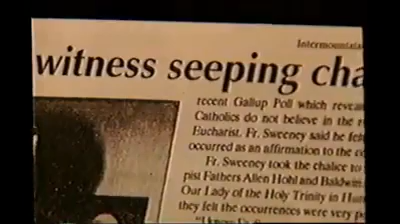 Intermountain
witness seeping cha
recent Gallup Poll which revea
Catholics do not believe in the r
Eucharist. Fr. Sweeney said he felt
occurred as an affirmation to the
Fr. Sweeney took the chalice to
pist Fathers Allen Hohl and Baldwin
Our Lady of the Holy Trinity in Hun
they felt the occurrences were very p